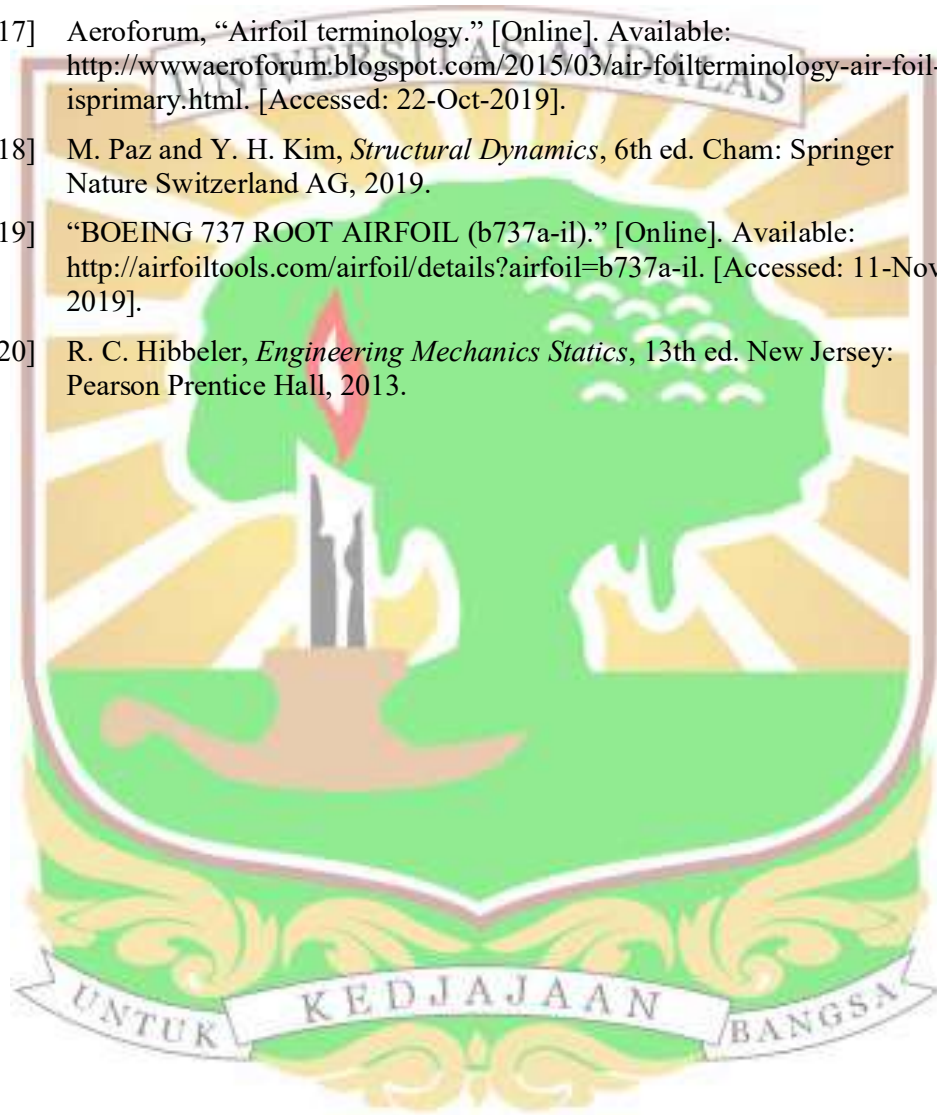 17] Aeroforum, “Airfoil terminology.” [Online]. Available:
http://wwwaeroforum.blogspot.com/2015/03/air-foilterminology-air-foil-
isprimary.html. [Accessed: 22-Oct-2019].
UNIVERSITAS ANDALAS
18] M. Paz and Y. H. Kim, Structural Dynamics, 6th ed. Cham: Springer
Nature Switzerland AG, 2019.
19] “BOEING 737 ROOT AIRFOIL (b737a-il).” [Online]. Available:
http://airfoiltools.com/airfoil/details?airfoil=b737a-il. [Accessed: 11-Nov
2019].
20] R. C. Hibbeler, Engineering Mechanics Statics, 13th ed. New Jersey:
Pearson Prentice Hall, 2013.
UNTUK KEDJAJAAN BANGSA